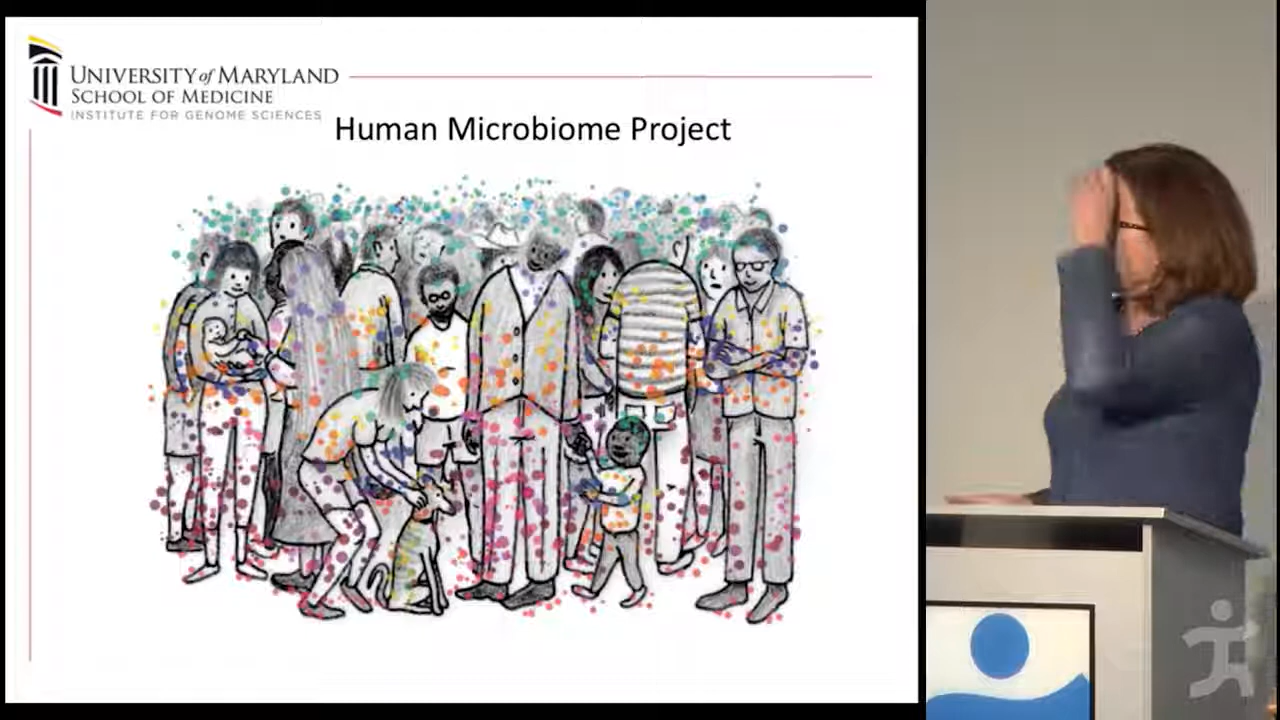 UNIVERSITY of MARYLAND
SCHOOL OF MEDICINE
INSTITUTE FOR GENOME SCIENCES
Human Microbiome Project